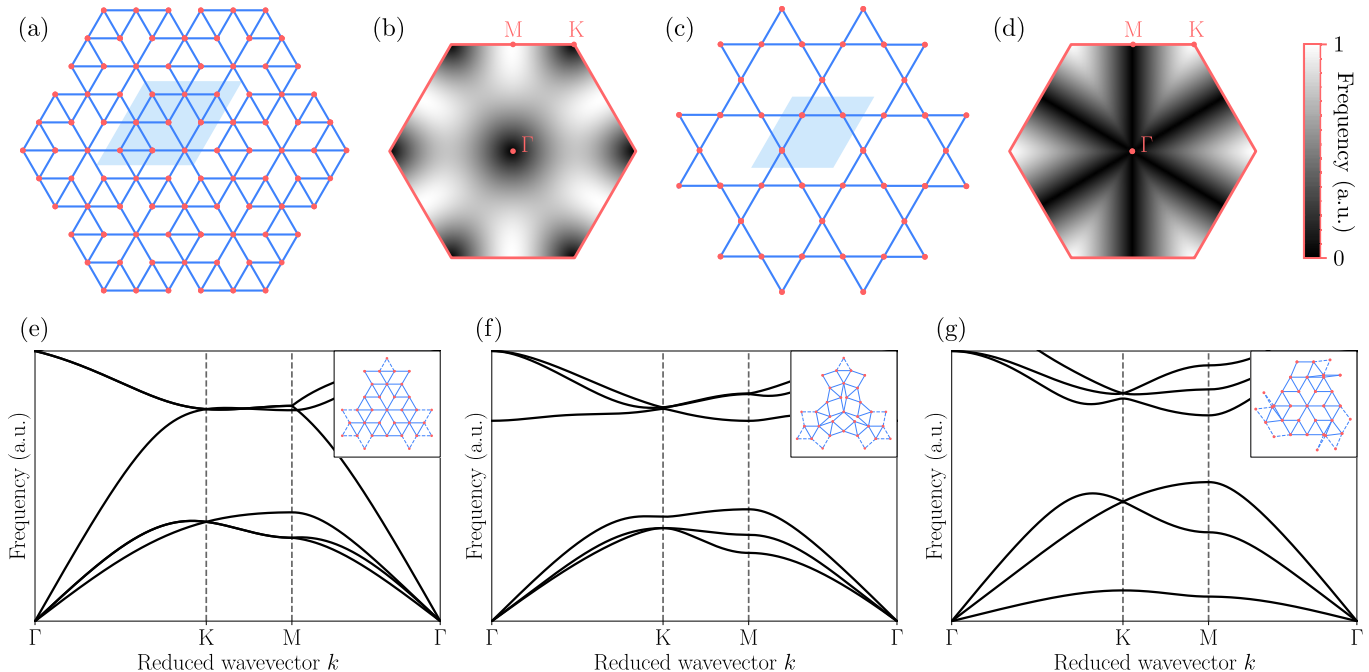 (a)
(b)
M
K
Γ
(c)
(d)
M
K
Γ
1
Frequency (a.u.)
0
(e)
Frequency (a.u.)
Γ
K
M
Γ
Reduced wavevector k
(f)
Frequency (a.u.)
Γ
K
M
Γ
Reduced wavevector k
(g)
Frequency (a.u.)
Γ
K
M
Γ
Reduced wavevector k